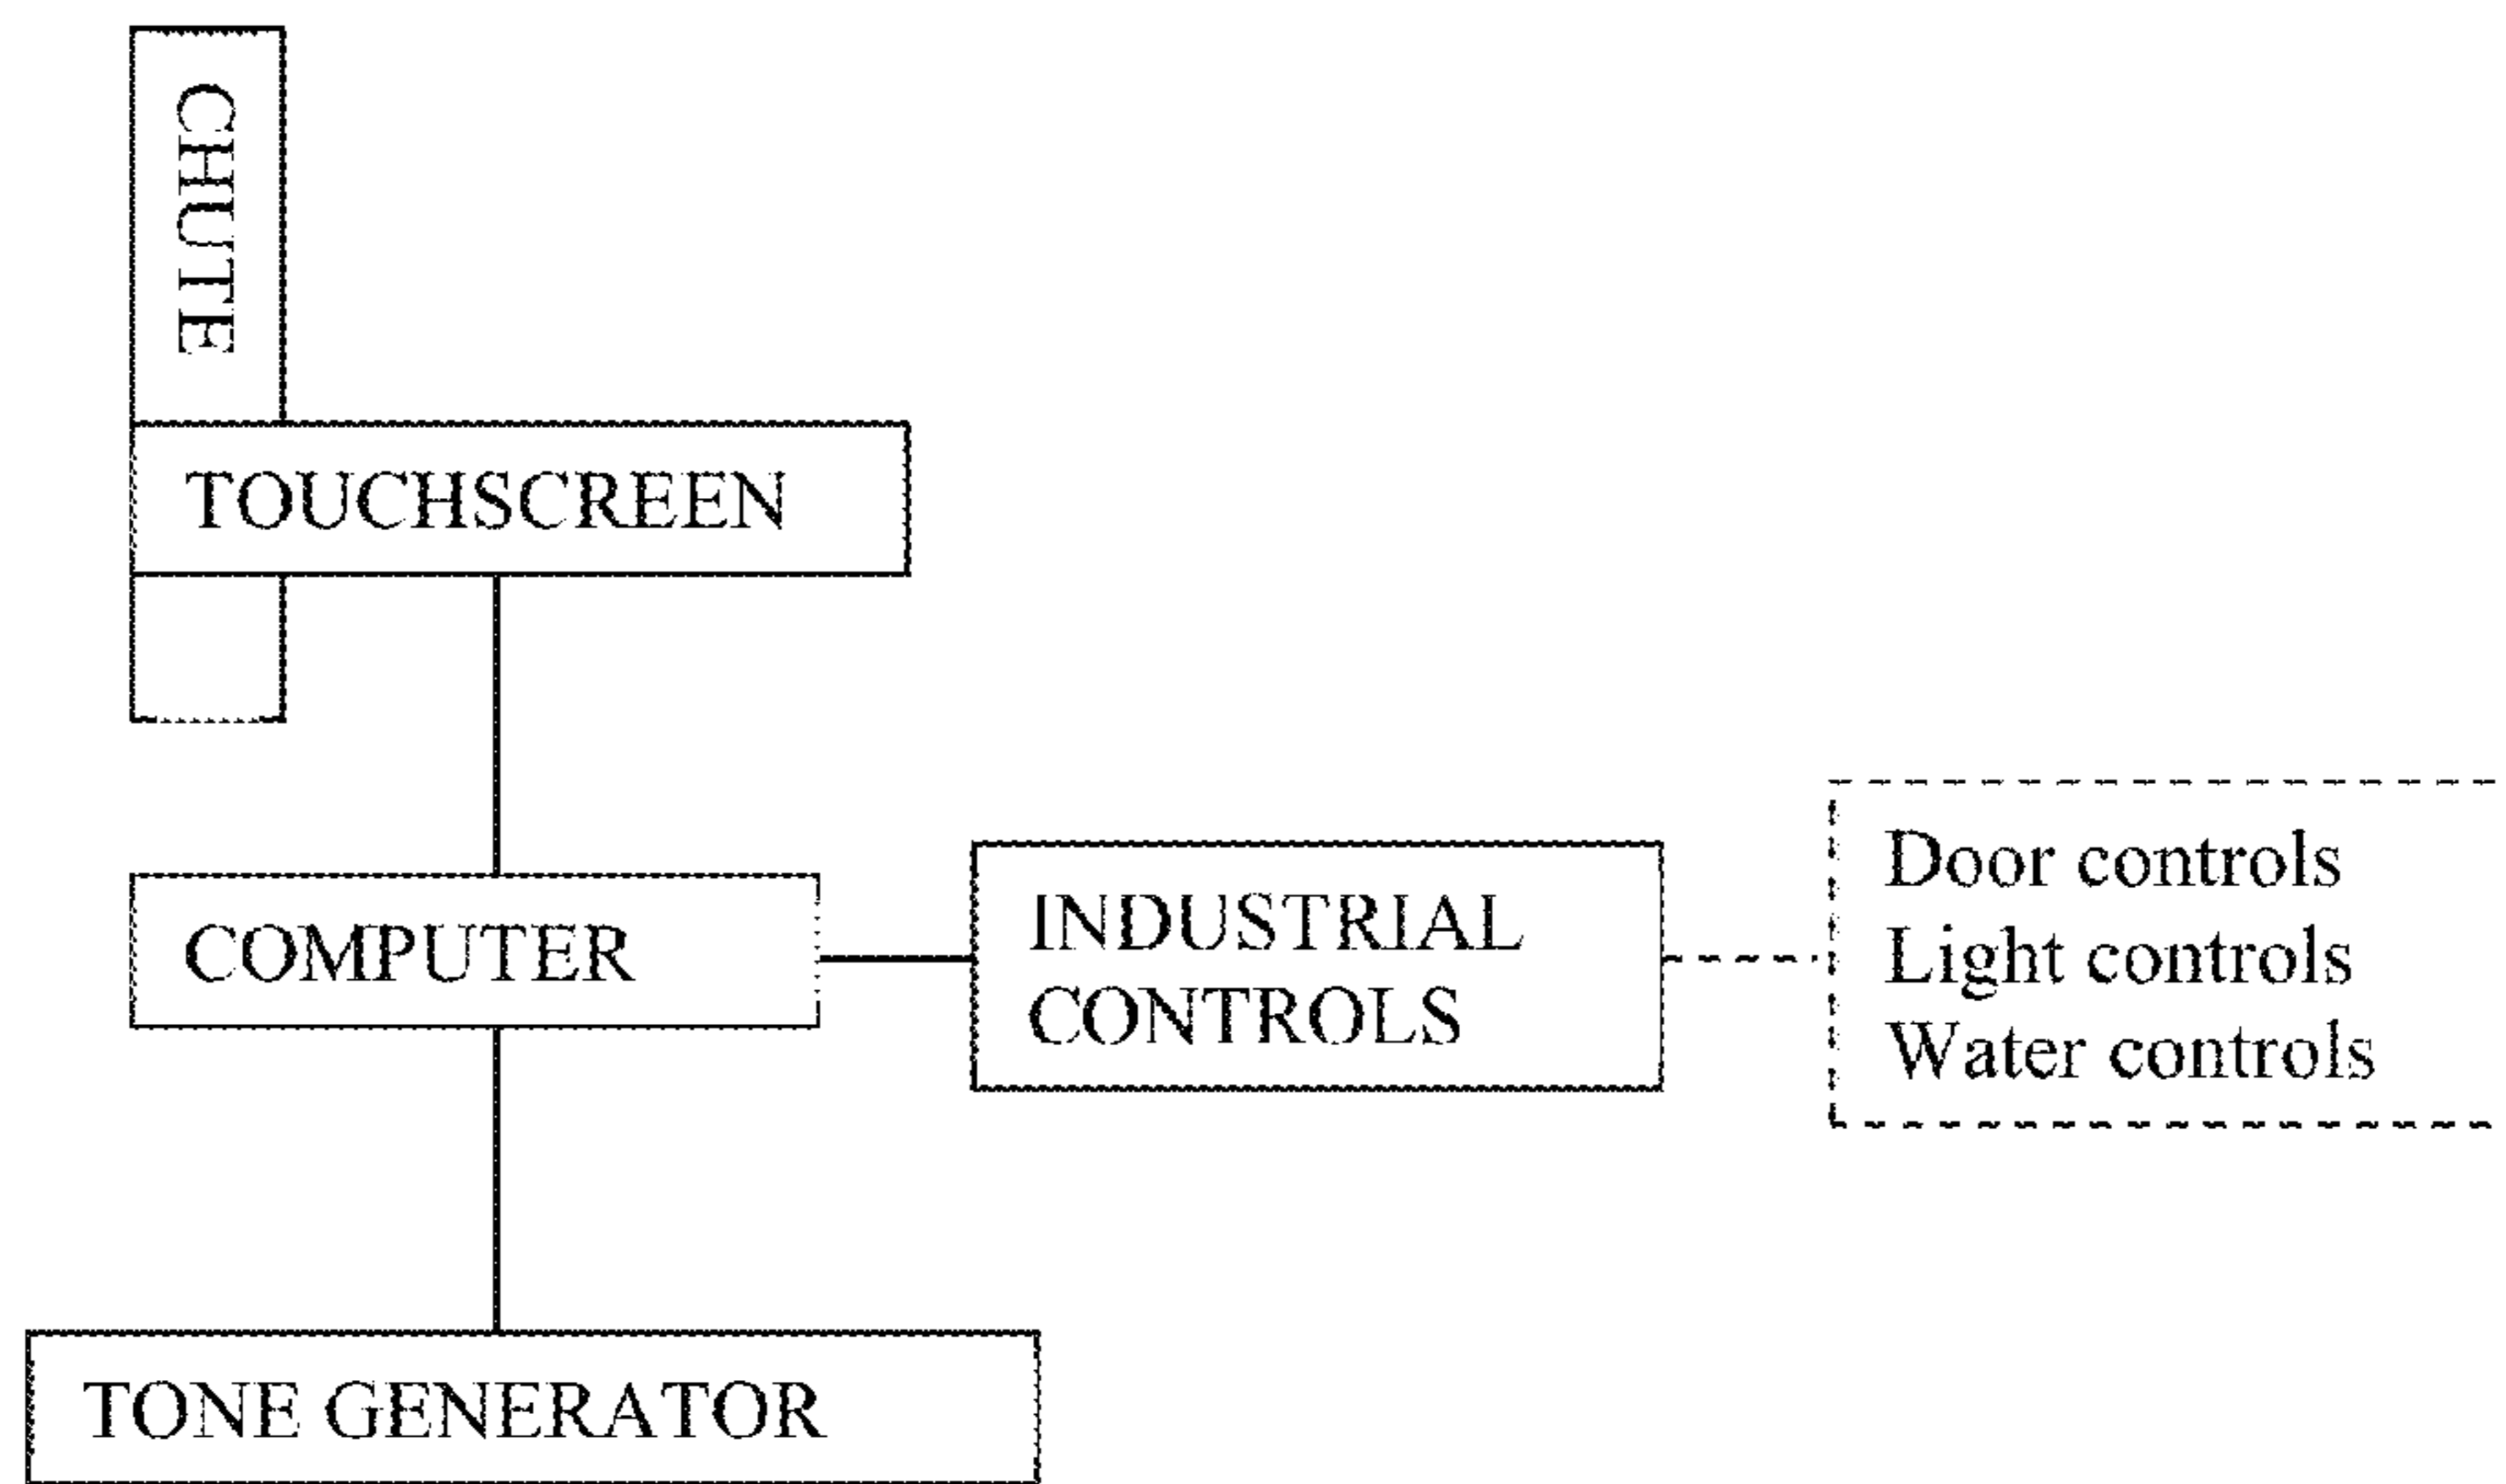 CHUTE
TOUCHSCREEN
COMPUTER
INDUSTRIAL
CONTROLS
Door controls
Light controls
Water controls
TONE GENERATOR